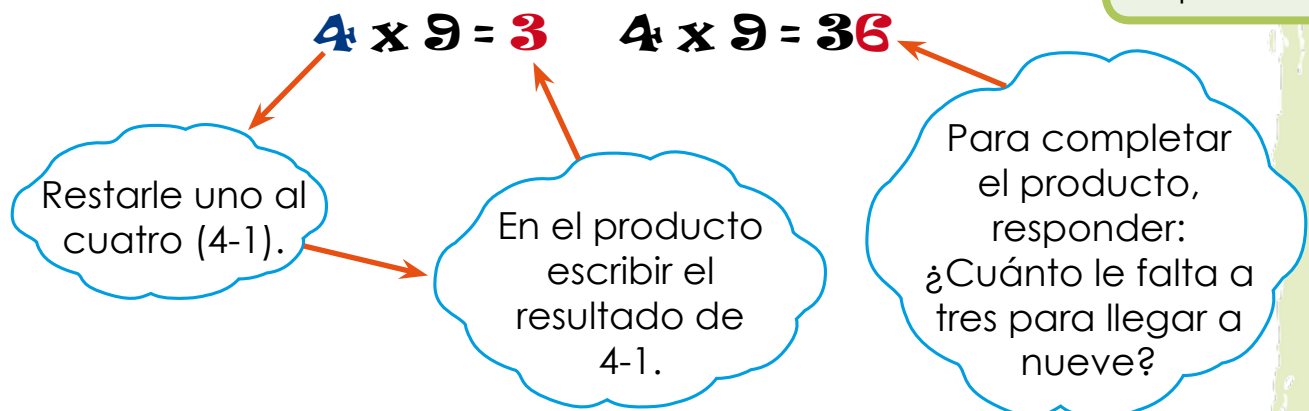 4 x 9 = 3 4 x 9 = 36
Restarle uno al
cuatro (4-1).
En el producto
escribir el
resultado de
4-1.
Para completar
el producto,
responder:
¿Cuánto le falta a
tres para llegar a
nueve?